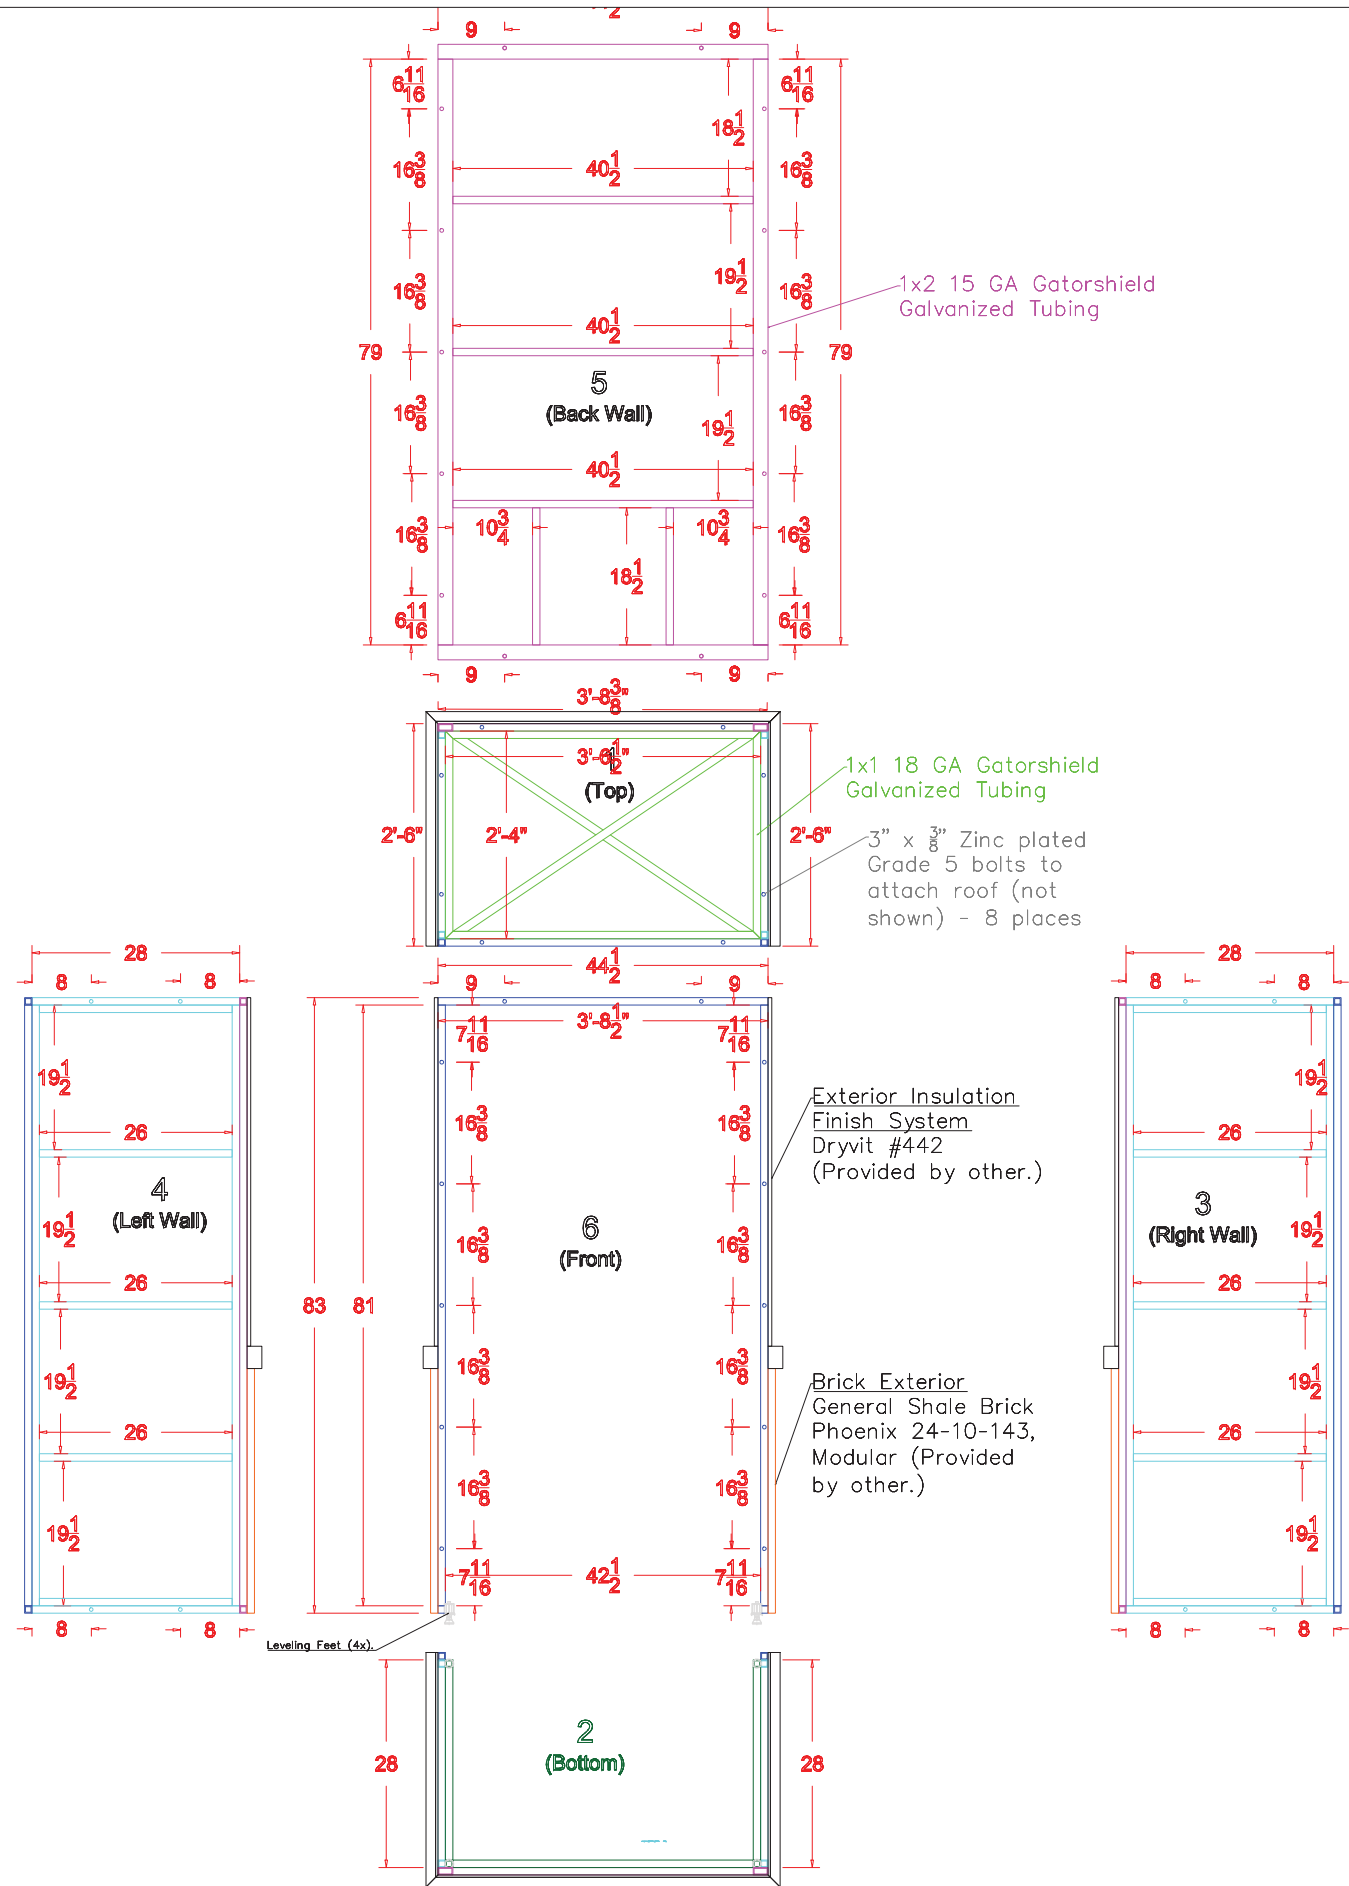 9 9
6 11/16 6 11/16
18 1/2
16 3/8 40 1/2 16 3/8
19 1/2
1x2 15 GA Gatorshield
Galvanized Tubing
16 3/8 16 3/8
40 1/2
79 79
5
(Back Wall)
16 3/8 19 1/2 16 3/8
40 1/2
16 3/8 10 3/4 10 3/4 16 3/8
18 1/2
6 11/16 6 11/16
9 9
3'-8 3/8"
3'-6 1/2"
1
(Top)
2'-6" 2'-4" 2'-6"
1x1 18 GA Gatorshield
Galvanized Tubing
3" x 3/8" Zinc plated
Grade 5 bolts to
attach roof (not
shown) - 8 places
28 44 1/2 28
8 8 9 9 8 8
3'-8 1/2"
7 11/16 7 11/16
19 1/2 19 1/2
Exterior Insulation
Finish System
Dryvit #442
(Provided by other.)
26 16 3/8 16 3/8 26
4
(Left Wall)
3
(Right Wall)
6
(Front)
19 1/2 16 3/8 16 3/8 19 1/2
26 26
83 81
19 1/2 16 3/8 16 3/8 19 1/2
Brick Exterior
General Shale Brick
Phoenix 24-10-143,
Modular (Provided
by other.)
26 26
16 3/8 16 3/8
19 1/2 19 1/2
7 11/16 42 1/2 7 11/16
8 8 8 8
Leveling Feet (4x).
2
(Bottom)
28 28